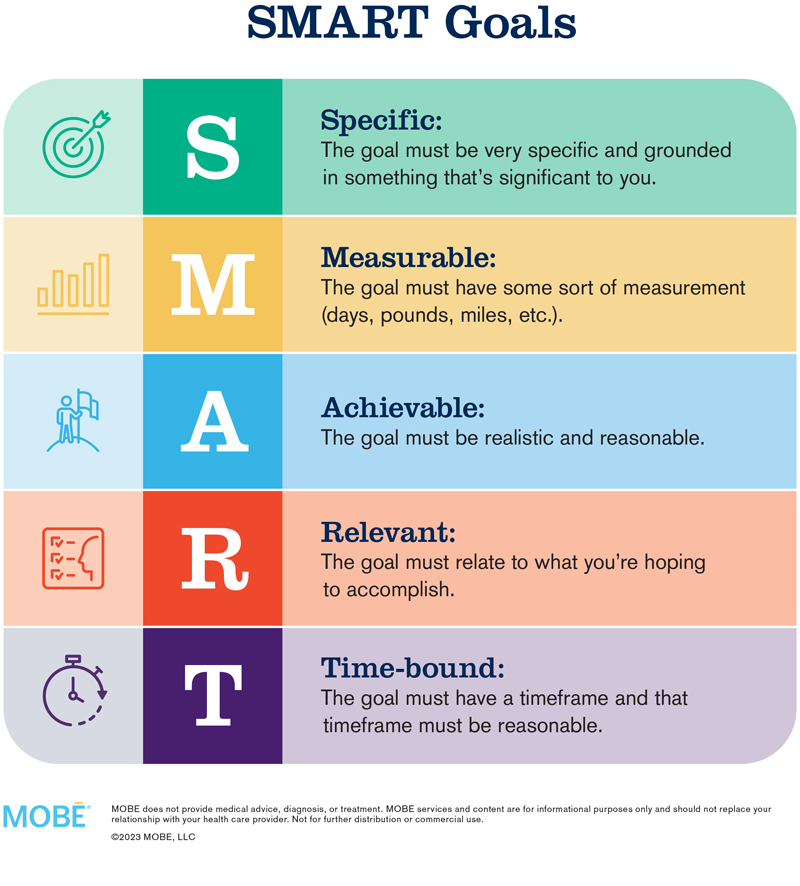 SMART Goals
S
Specific:
The goal must be very specific and grounded
in something that's significant to you.
M
Measurable:
The goal must have some sort of measurement
(days, pounds, miles, etc.).
A
Achievable:
The goal must be realistic and reasonable.
R
Relevant:
The goal must relate to what you're hoping
to accomplish.
T
Time-bound:
The goal must have a timeframe and that
timeframe must be reasonable.
MOBĒ®
MOBE does not provide medical advice, diagnosis, or treatment. MOBE services and content are for informational purposes only and should not replace your
relationship with your health care provider. Not for further distribution or commercial use.
©2023 MOBE, LLC